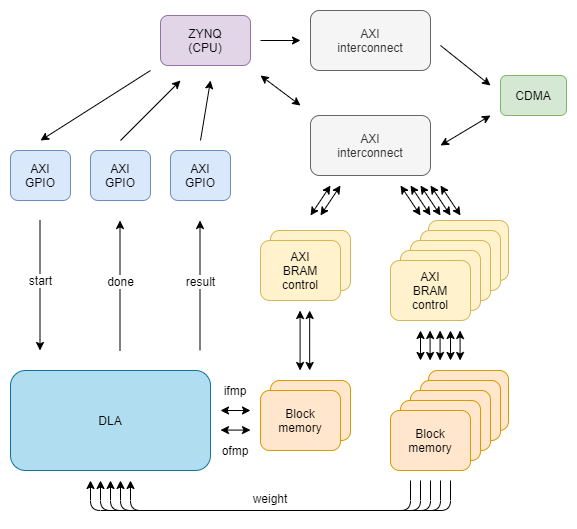 ZYNQ
(CPU)
AXI
interconnect
CDMA
AXI
interconnect
AXI
GPIO
AXI
GPIO
AXI
GPIO
AXI
BRAM
control
AXI
BRAM
control
start
done
result
DLA
ifmp
ofmp
Block
memory
Block
memory
weight